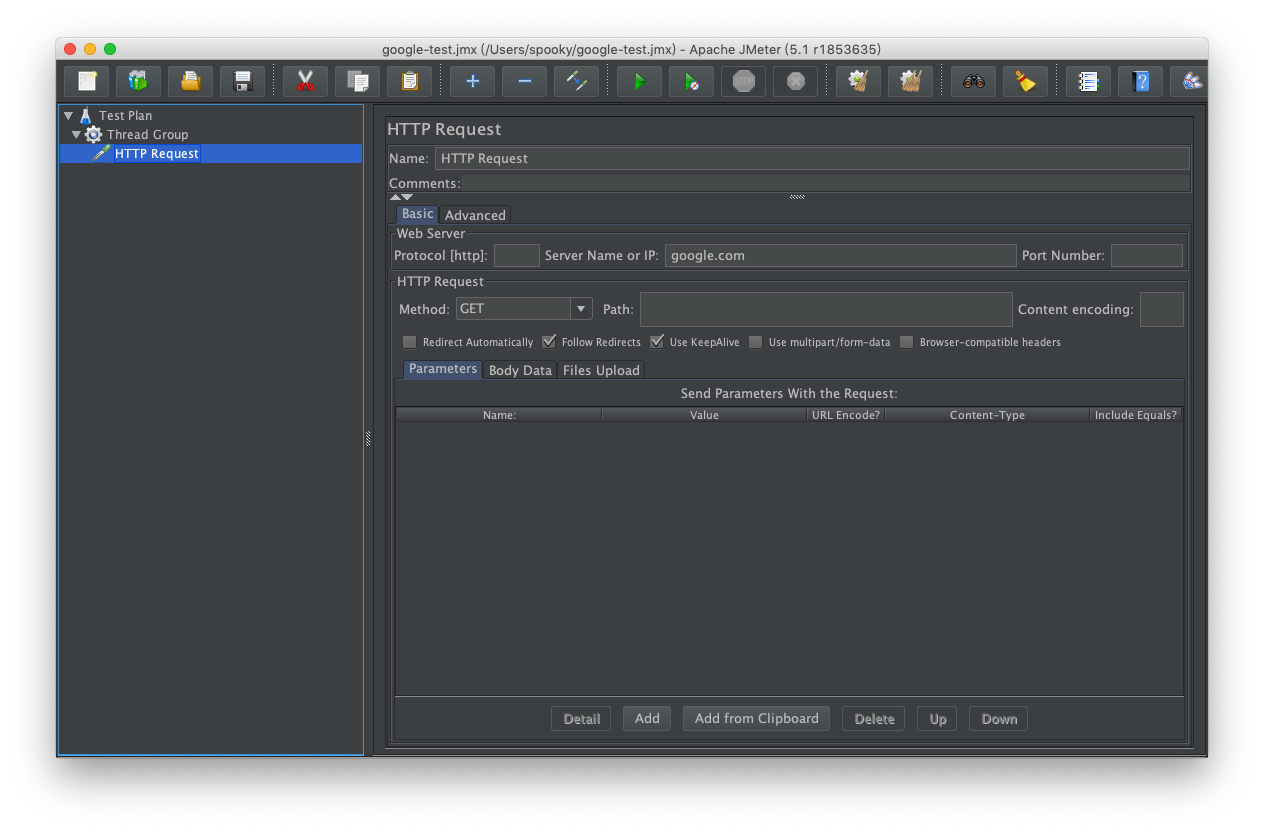 google-test.jmx (/Users/spooky/google-test.jmx) - Apache JMeter (5.1 r1853635)
STOP
?
Test Plan
Thread Group
HTTP Request
HTTP Request
Name: HTTP Request
Comments:
Basic Advanced
Web Server
Protocol [http]: Server Name or IP: google.com Port Number:
HTTP Request
Method: GET Path: Content encoding:
Redirect Automatically Follow Redirects Use KeepAlive Use multipart/form-data Browser-compatible headers
Parameters Body Data Files Upload
Send Parameters With the Request:
Name: Value URL Encode? Content-Type Include Equals?
Detail Add Add from Clipboard Delete Up Down